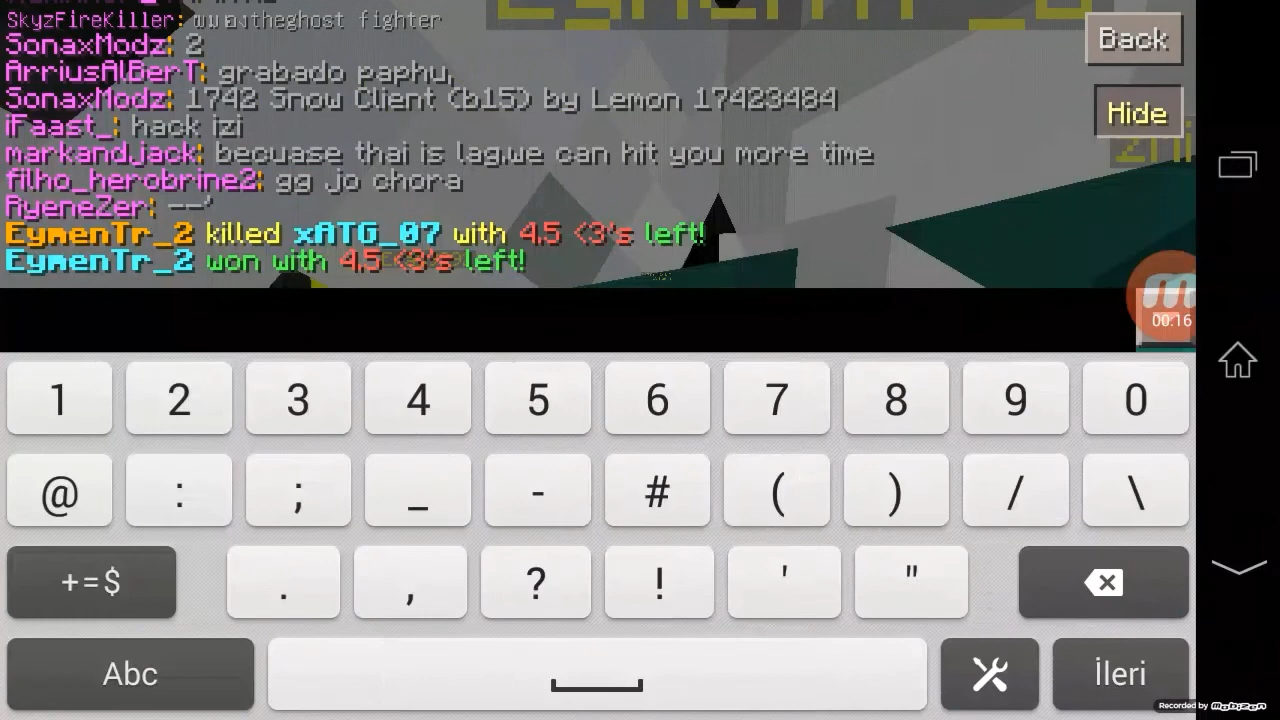 SkyzFireKiller: theghost fighter
SonaxModz: 2
ArriusAlBerT: grabado paphu,
SonaxModz: 1742 Snow Client (b15) by Lemon 17423484
iFaast_: hack izi
markandjack: becuase thai is lag,we can hit you more time
filho_herobrine2: gg jo chora
AyeneZer: --'
EymenTr_2 killed xATG_07 with 4.5 <3's left!
EymenTr_2 won with 4.5 <3's left!
Back
Hide
00:16
1 2 3 4 5 6 7 8 9 0
@ : ; _ - # ( ) / \
+=$ . , ? ! ' "
Abc İleri
Recorded by Mobizen